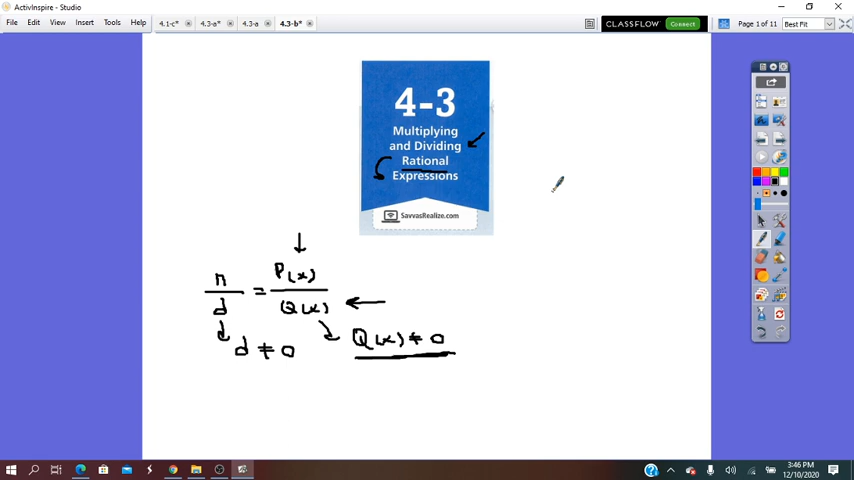 ActivInspire - Studio
File Edit View Insert Tools Help 4.1-c* 4.3-a* 4.3-a 4.3-b* CLASSFLOW Connect Page 1 of 11 Best Fit
4-3
Multiplying
and Dividing
Rational
Expressions
SavvasRealize.com
n/d = P(x)/Q(x)
d ≠ 0 Q(x) ≠ 0
3:46 PM
12/10/2020